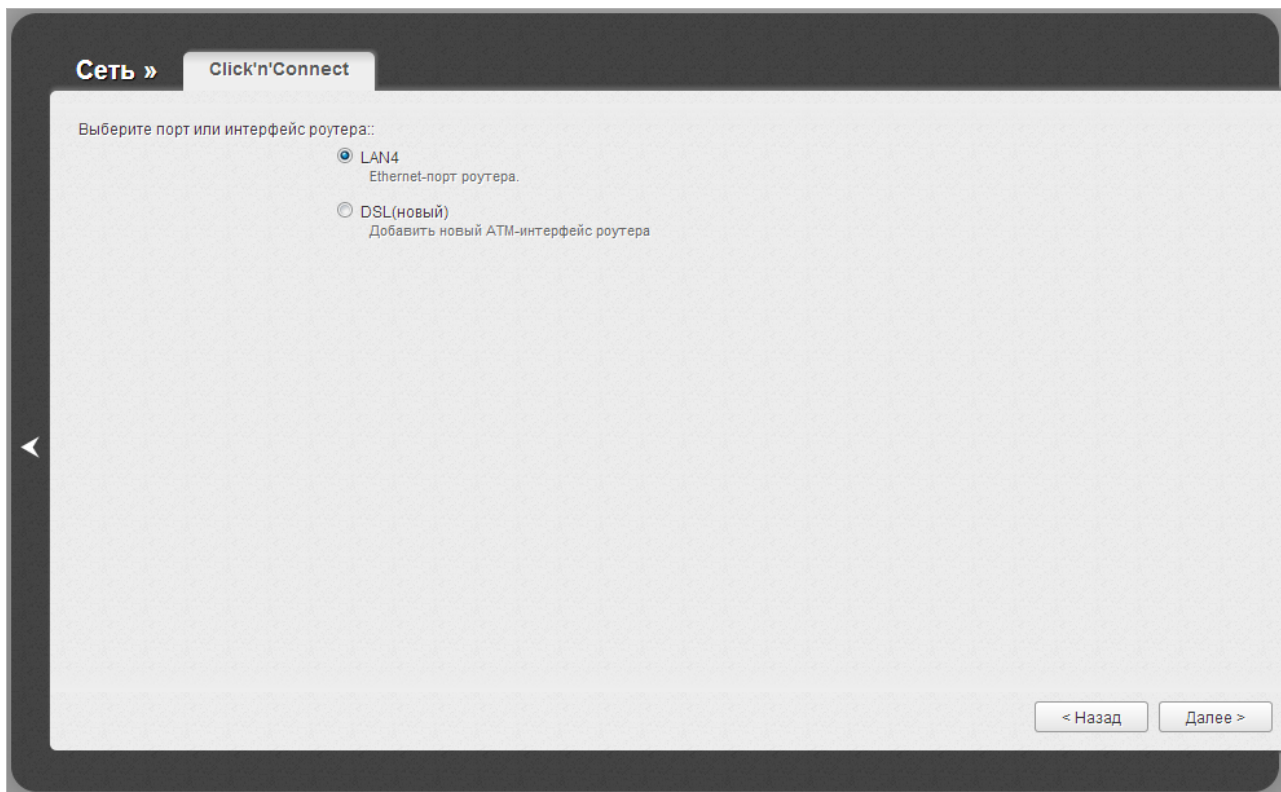 Сеть » Click'n'Connect
Выберите порт или интерфейс роутера::
LAN4
Ethernet-порт роутера.
DSL(новый)
Добавить новый ATM-интерфейс роутера
< Назад Далее >